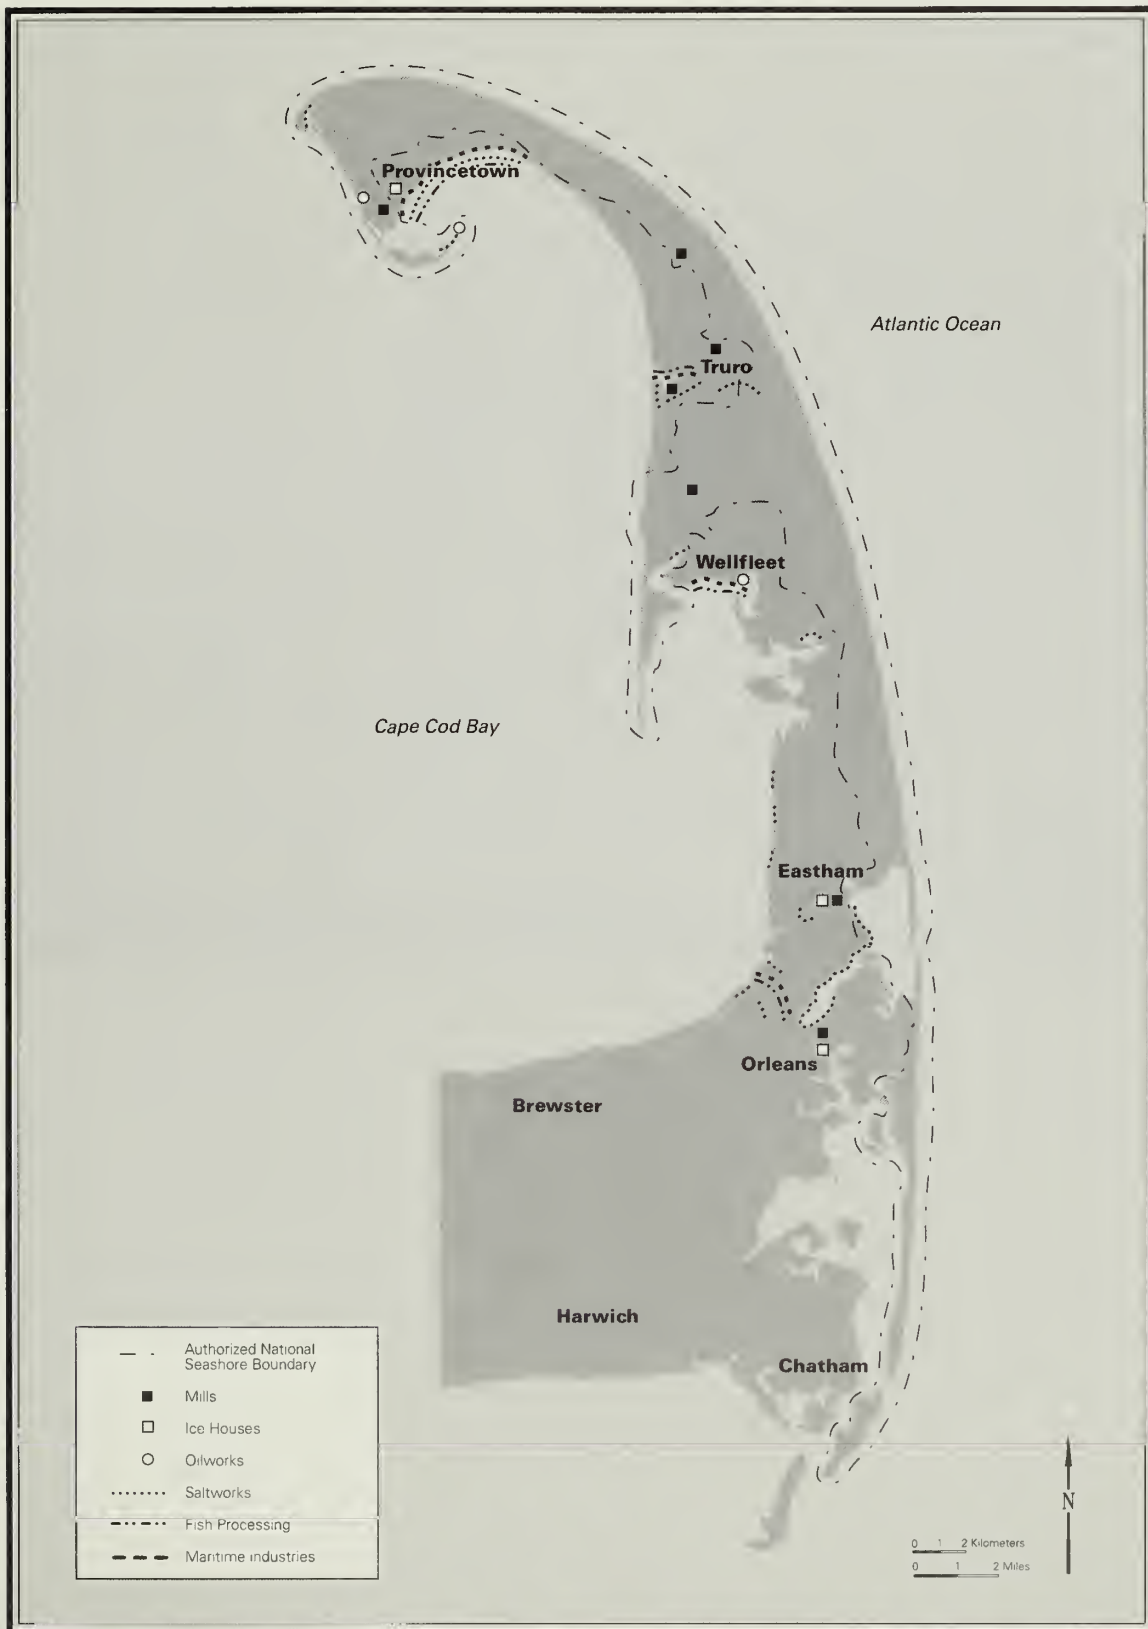 Provincetown
Atlantic Ocean
Truro
Wellfleet
Cape Cod Bay
Eastham
Orleans
Brewster
Harwich
Chatham
Authorized National
Seashore Boundary
Mills
Ice Houses
Oilworks
Saltworks
Fish Processing
Maritime industries
N
0 1 2 Kilometers
0 1 2 Miles